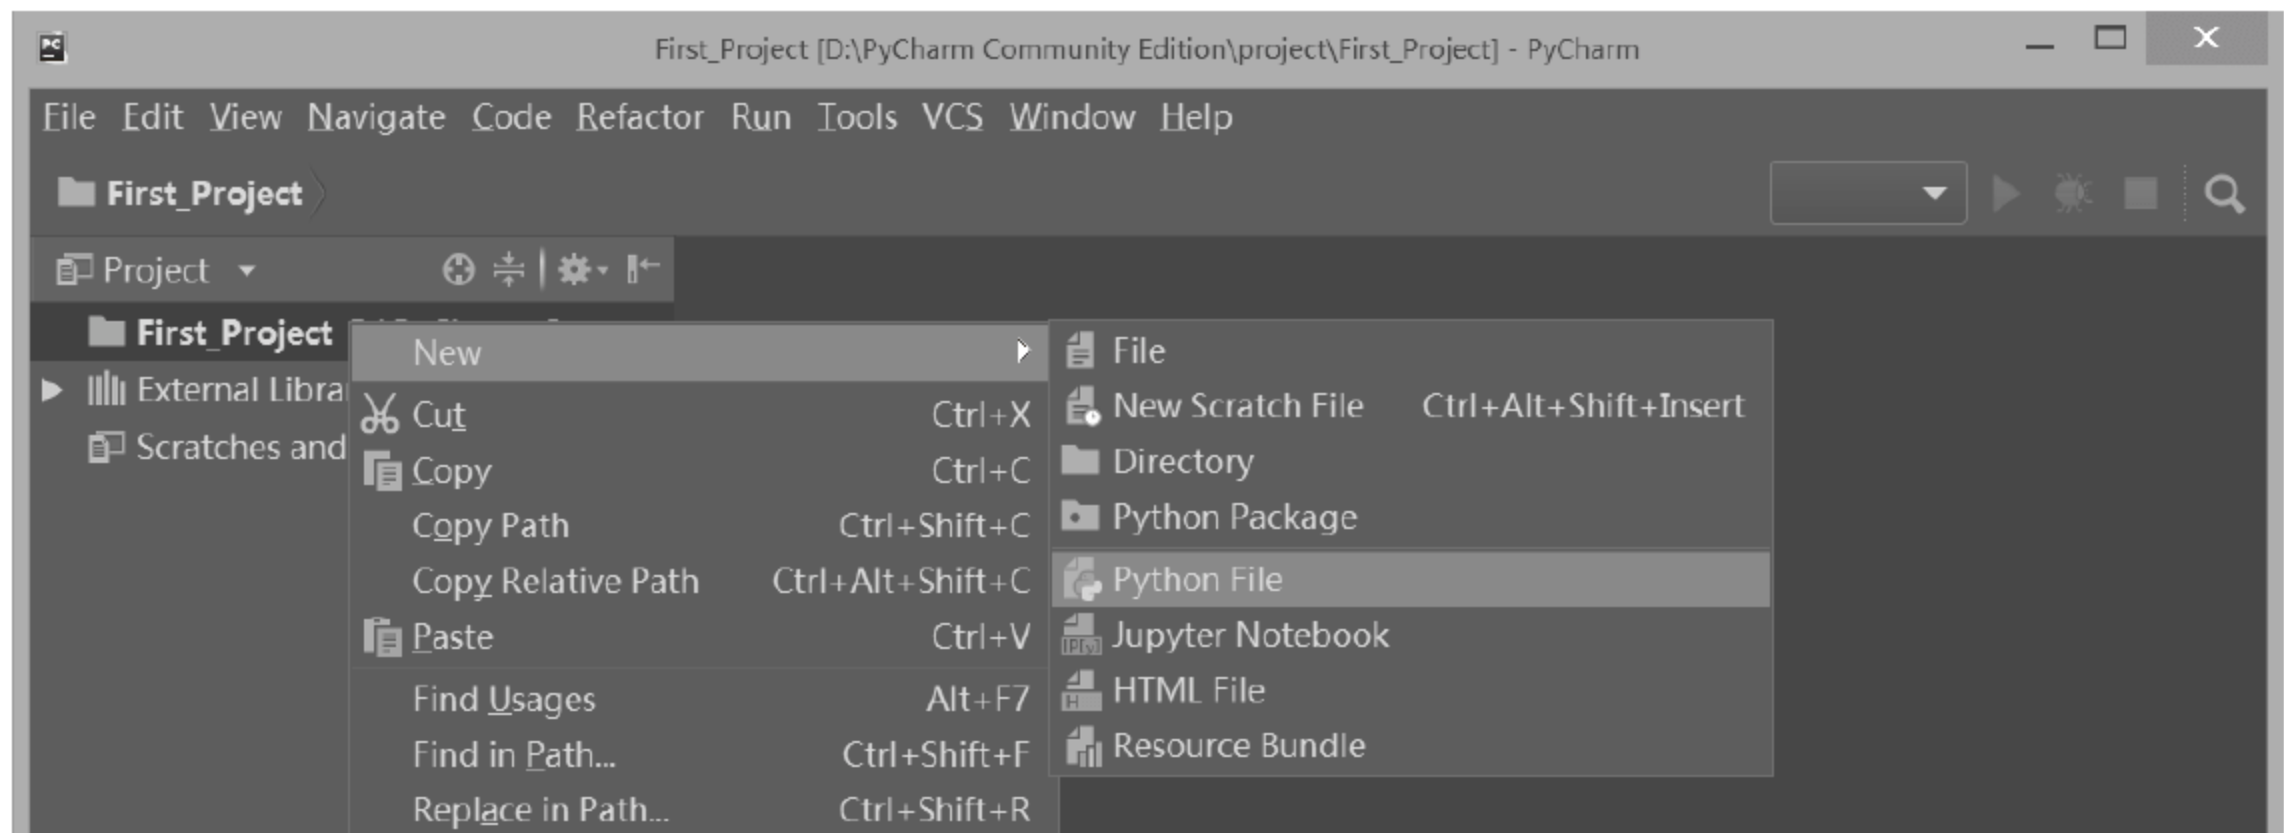 First_Project [D:\PyCharm Community Edition\project\First_Project] - PyCharm
File Edit View Navigate Code Refactor Run Tools VCS Window Help
First_Project
Project
First_Project
External Libra
Scratches and
New
Cut Ctrl+X
Copy Ctrl+C
Copy Path Ctrl+Shift+C
Copy Relative Path Ctrl+Alt+Shift+C
Paste Ctrl+V
Find Usages Alt+F7
Find in Path... Ctrl+Shift+F
Replace in Path... Ctrl+Shift+R
File
New Scratch File Ctrl+Alt+Shift+Insert
Directory
Python Package
Python File
Jupyter Notebook
HTML File
Resource Bundle